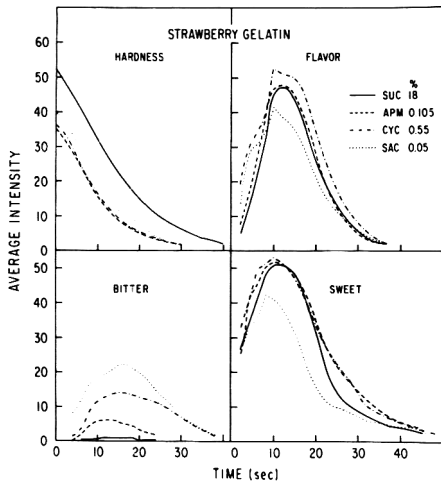 STRAWBERRY GELATIN
HARDNESS
FLAVOR
%
SUC 18
APM 0.105
CYC 0.55
SAC 0.05
60
50
40
30
20
10
0
BITTER
SWEET
50
40
30
20
10
0
0 10 20 30 0 10 20 30 40 50
AVERAGE INTENSITY
TIME (sec)